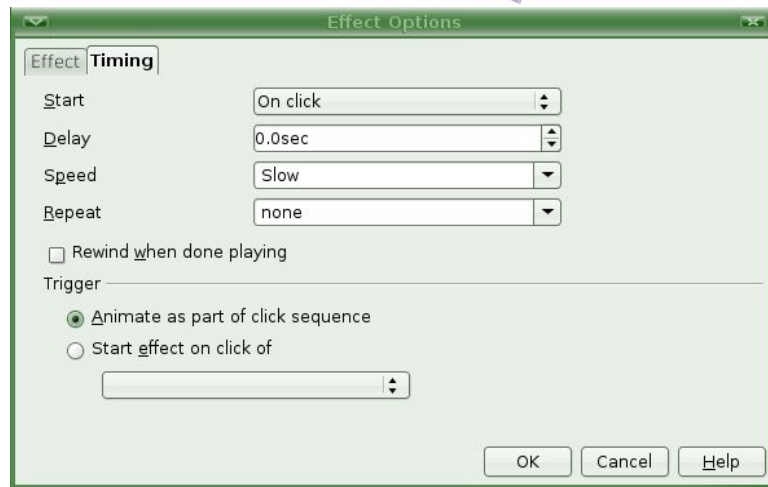 Effect Options
Effect Timing
Start On click
Delay 0.0sec
Speed Slow
Repeat none
Rewind when done playing
Trigger
Animate as part of click sequence
Start effect on click of
OK Cancel Help